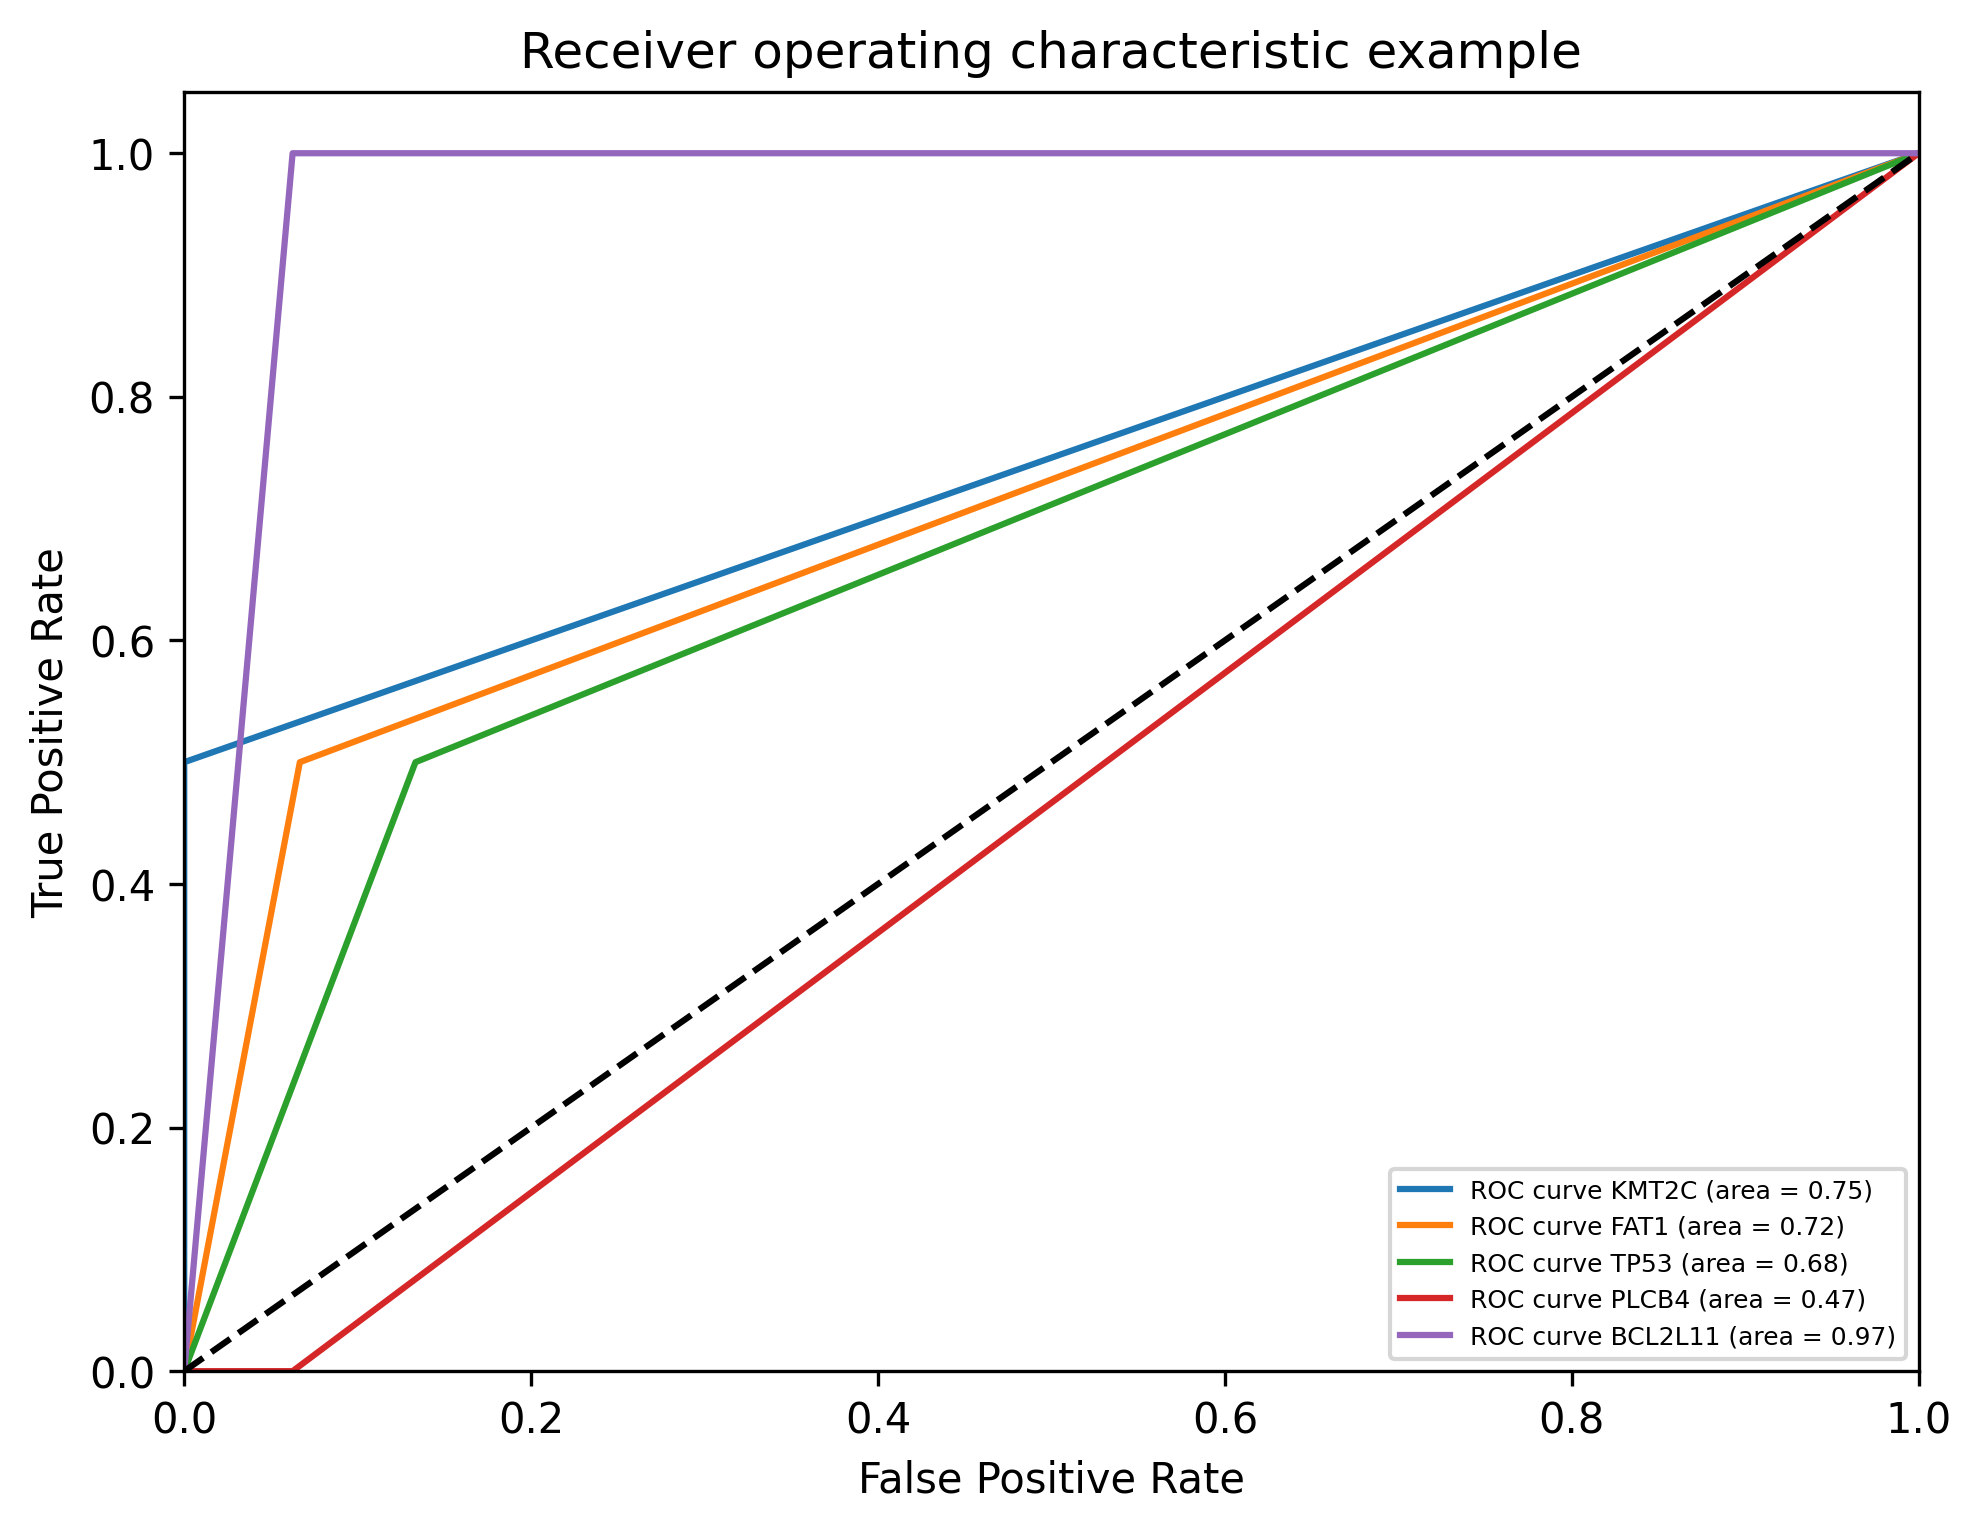 Receiver operating characteristic example
True Positive Rate
1.0
0.8
0.6
0.4
0.2
0.0
0.0 0.2 0.4 0.6 0.8 1.0
False Positive Rate
ROC curve KMT2C (area = 0.75)
ROC curve FAT1 (area = 0.72)
ROC curve TP53 (area = 0.68)
ROC curve PLCB4 (area = 0.47)
ROC curve BCL2L11 (area = 0.97)